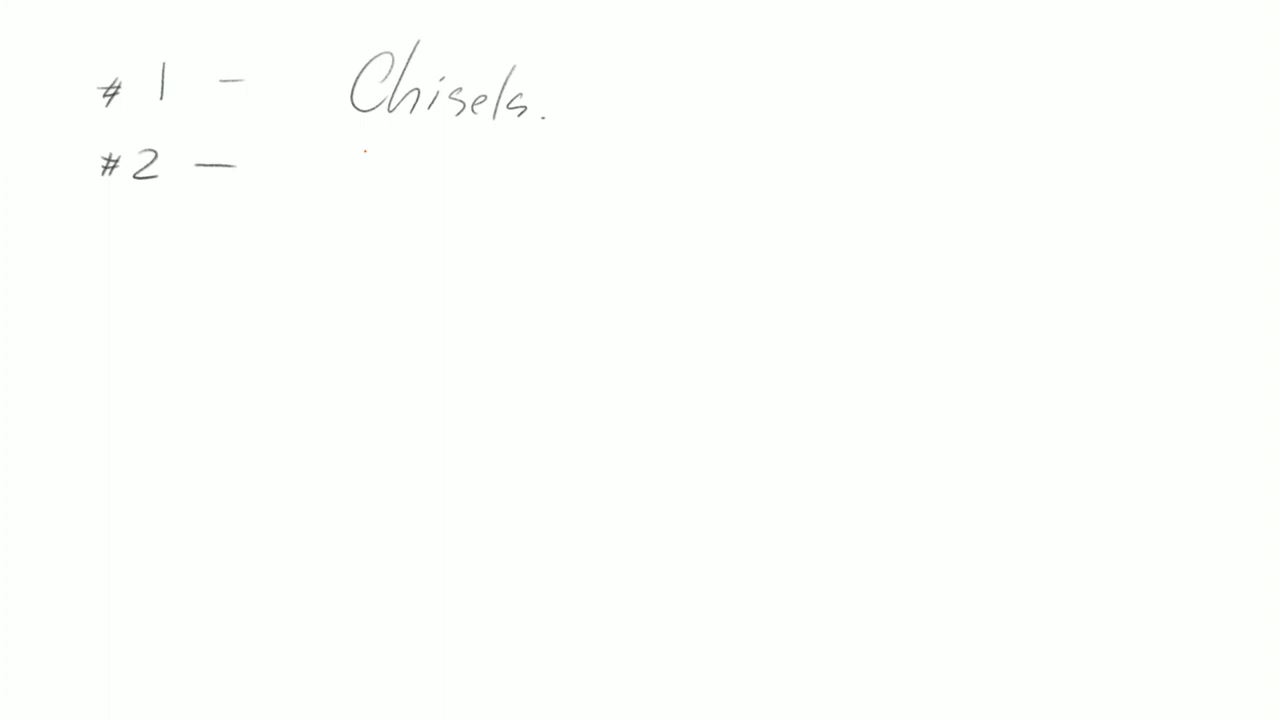 # 1 - Chisels.
# 2 —